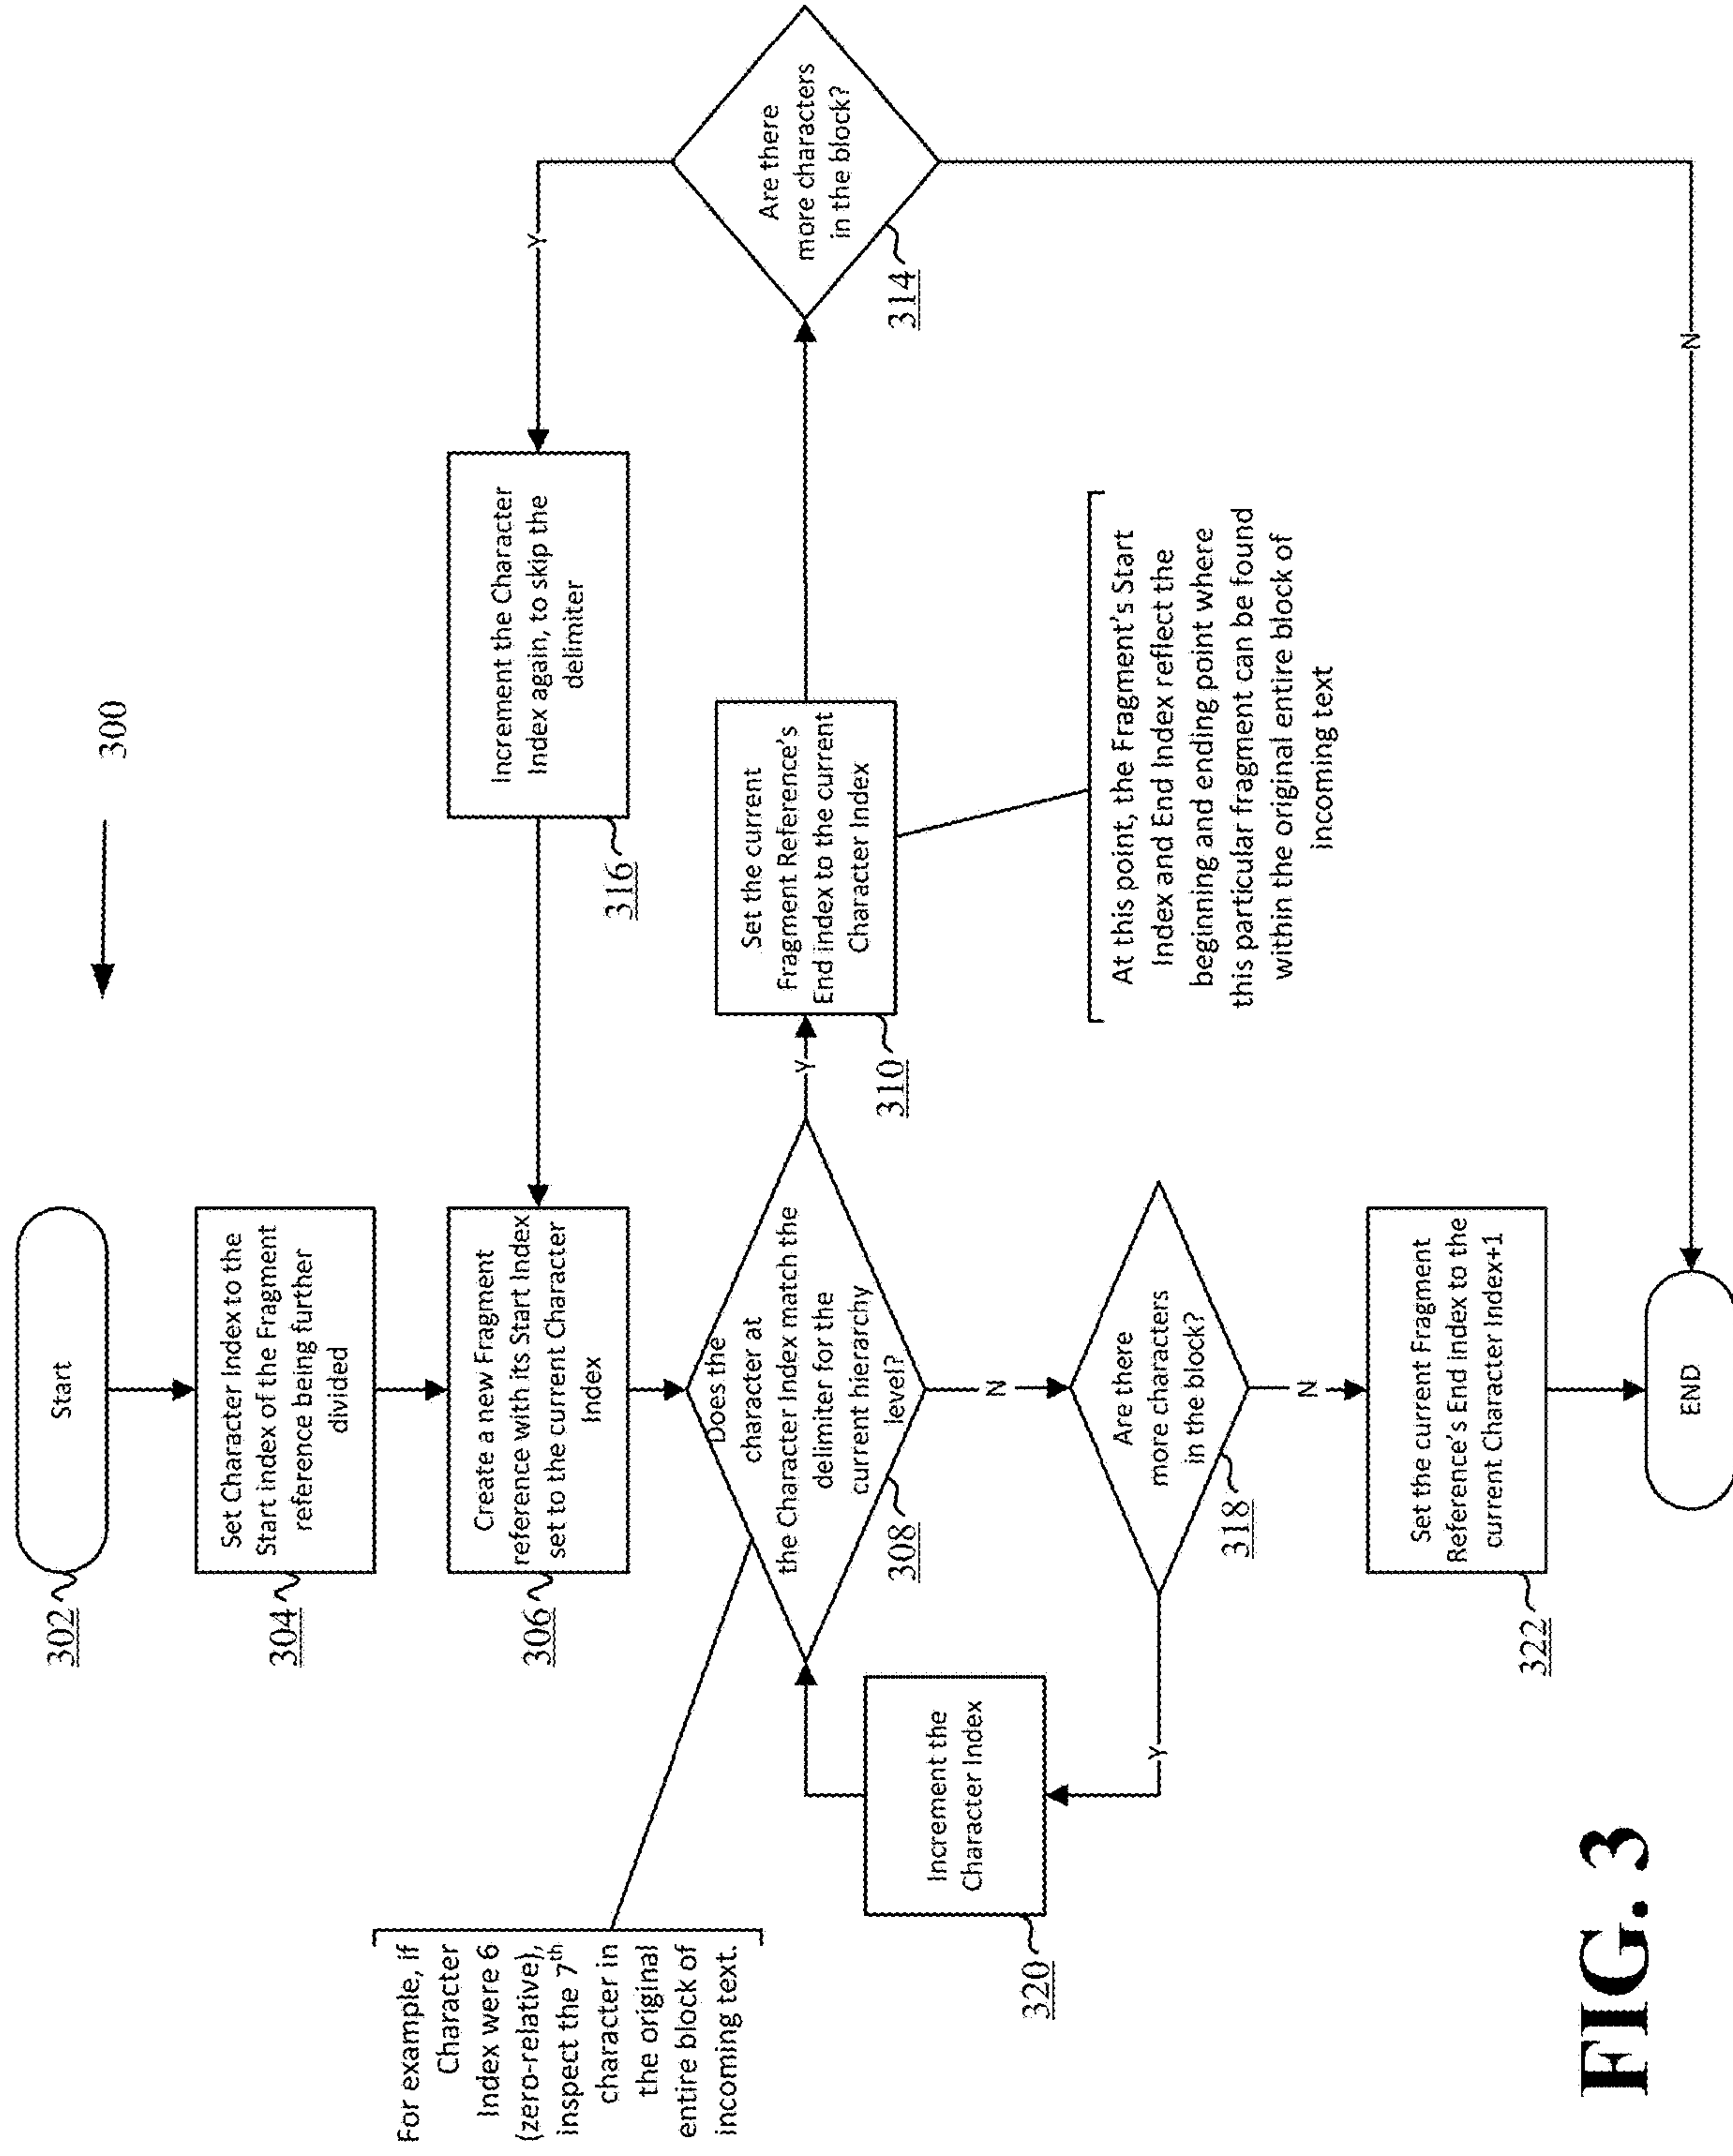 300
302
Start
304
Set Character Index to the
Start index of the Fragment
reference being further
divided
306
Create a new Fragment
reference with its Start Index
set to the current Character
Index
316
Increment the Character
Index again, to skip the
delimiter
For example, if
Character
Index were 6
(zero-relative),
inspect the 7th
character in
the original
entire block of
incoming text.
308
Does the
character at
the Character Index match the
delimiter for the
current hierarchy
level?
Y
310
Set the current
Fragment Reference's
End index to the current
Character Index
314
Are there
more characters
in the block?
Y
N
At this point, the Fragment's Start
Index and End Index reflect the
beginning and ending point where
this particular fragment can be found
within the original entire block of
incoming text
N
320
Increment the
Character Index
318
Are there
more characters
in the block?
Y
N
322
Set the current Fragment
Reference's End index to the
current Character Index+1
END
FIG. 3